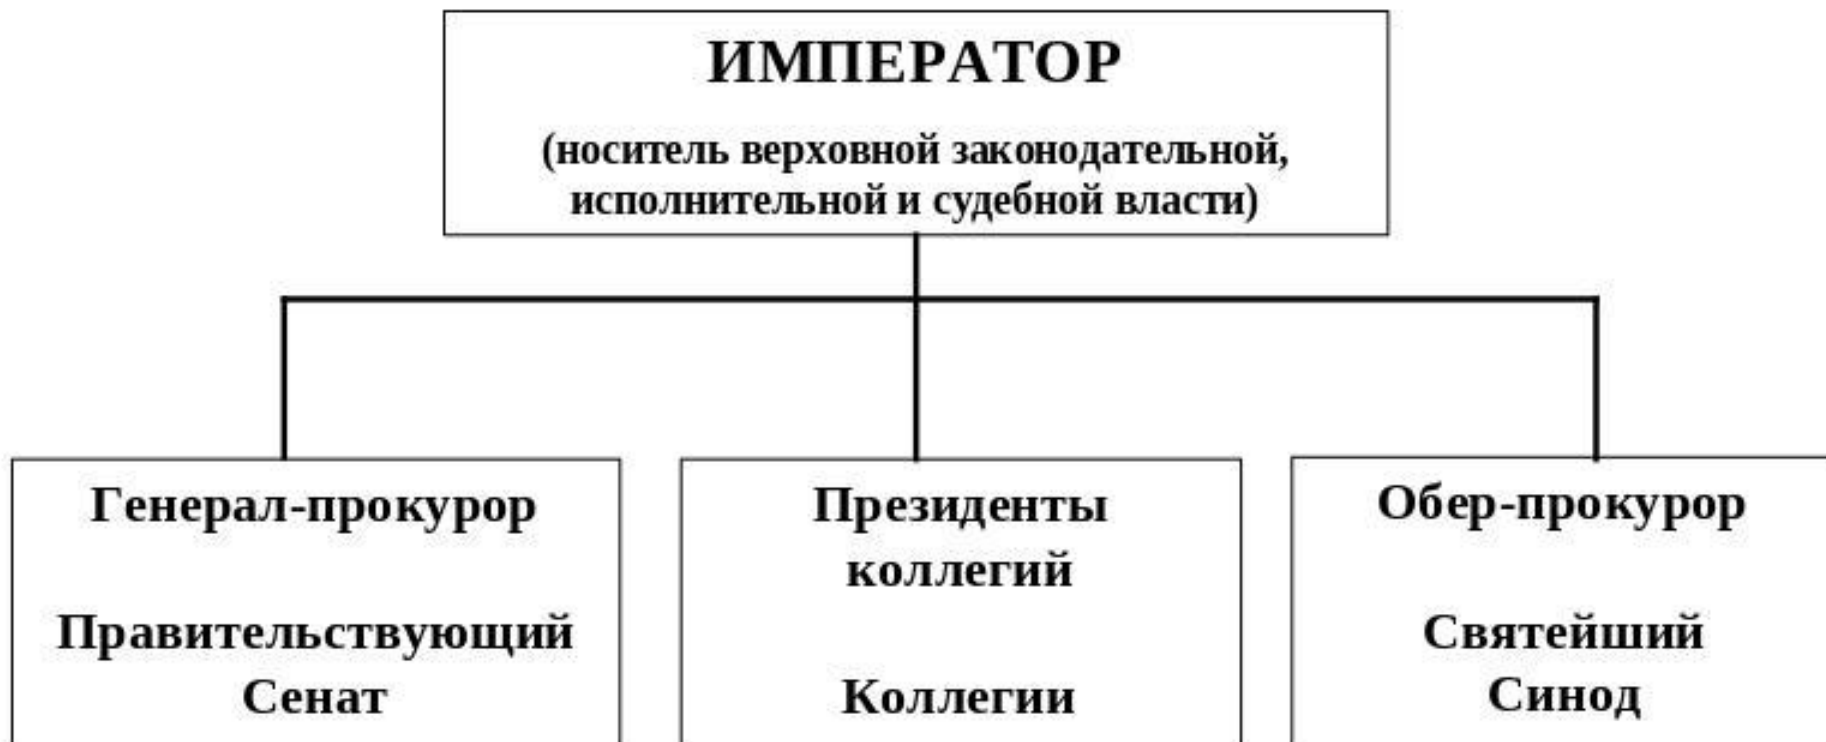 ИМПЕРАТОР
(носитель верховной законодательной,
исполнительной и судебной власти)
Генерал-прокурор
Правительствующий
Сенат
Президенты
коллегий
Коллегии
Обер-прокурор
Святейший
Синод